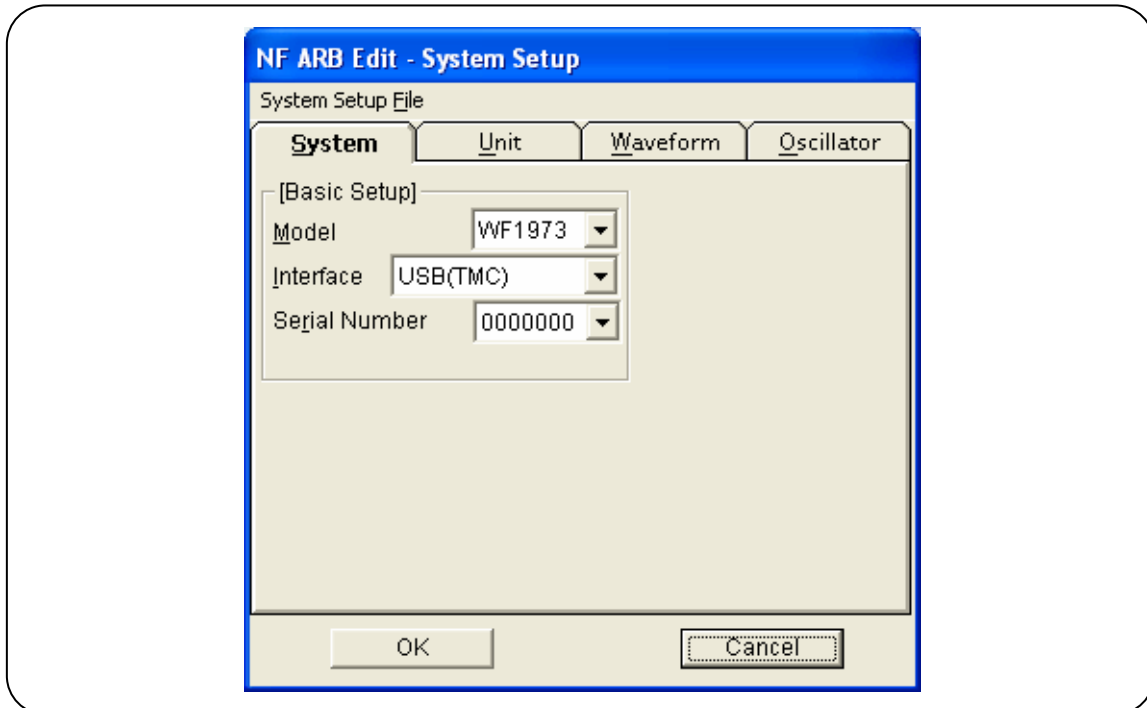 NF ARB Edit - System Setup
System Setup File
System Unit Waveform Oscillator
[Basic Setup]
Model WF1973
Interface USB(TMC)
Serial Number 0000000
OK Cancel